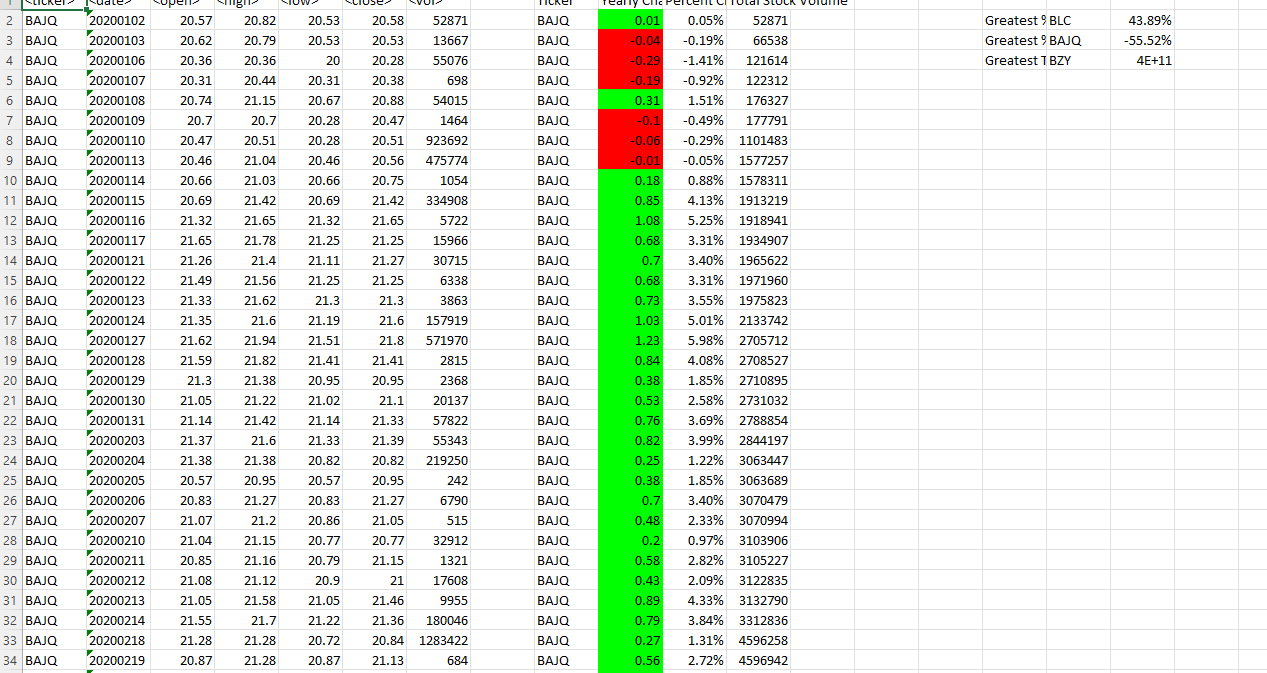 1 <ticker> <date> <open> <high> <low> <close> <vol> Ticker Yearly Cha Percent Cl Total Stock Volume
2 BAJQ 20200102 20.57 20.82 20.53 20.58 52871 BAJQ 0.01 0.05% 52871 Greatest % BLC 43.89%
3 BAJQ 20200103 20.62 20.79 20.53 20.53 13667 BAJQ -0.04 -0.19% 66538 Greatest % BAJQ -55.52%
4 BAJQ 20200106 20.36 20.36 20 20.28 55076 BAJQ -0.29 -1.41% 121614 Greatest T BZY 4E+11
5 BAJQ 20200107 20.31 20.44 20.31 20.38 698 BAJQ -0.19 -0.92% 122312
6 BAJQ 20200108 20.74 21.15 20.67 20.88 54015 BAJQ 0.31 1.51% 176327
7 BAJQ 20200109 20.7 20.7 20.28 20.47 1464 BAJQ -0.1 -0.49% 177791
8 BAJQ 20200110 20.47 20.51 20.28 20.51 923692 BAJQ -0.06 -0.29% 1101483
9 BAJQ 20200113 20.46 21.04 20.46 20.56 475774 BAJQ -0.01 -0.05% 1577257
10 BAJQ 20200114 20.66 21.03 20.66 20.75 1054 BAJQ 0.18 0.88% 1578311
11 BAJQ 20200115 20.69 21.42 20.69 21.42 334908 BAJQ 0.85 4.13% 1913219
12 BAJQ 20200116 21.32 21.65 21.32 21.65 5722 BAJQ 1.08 5.25% 1918941
13 BAJQ 20200117 21.65 21.78 21.25 21.25 15966 BAJQ 0.68 3.31% 1934907
14 BAJQ 20200121 21.26 21.4 21.11 21.27 30715 BAJQ 0.7 3.40% 1965622
15 BAJQ 20200122 21.49 21.56 21.25 21.25 6338 BAJQ 0.68 3.31% 1971960
16 BAJQ 20200123 21.33 21.62 21.3 21.3 3863 BAJQ 0.73 3.55% 1975823
17 BAJQ 20200124 21.35 21.6 21.19 21.6 157919 BAJQ 1.03 5.01% 2133742
18 BAJQ 20200127 21.62 21.94 21.51 21.8 571970 BAJQ 1.23 5.98% 2705712
19 BAJQ 20200128 21.59 21.82 21.41 21.41 2815 BAJQ 0.84 4.08% 2708527
20 BAJQ 20200129 21.3 21.38 20.95 20.95 2368 BAJQ 0.38 1.85% 2710895
21 BAJQ 20200130 21.05 21.22 21.02 21.1 20137 BAJQ 0.53 2.58% 2731032
22 BAJQ 20200131 21.14 21.42 21.14 21.33 57822 BAJQ 0.76 3.69% 2788854
23 BAJQ 20200203 21.37 21.6 21.33 21.39 55343 BAJQ 0.82 3.99% 2844197
24 BAJQ 20200204 21.38 21.38 20.82 20.82 219250 BAJQ 0.25 1.22% 3063447
25 BAJQ 20200205 20.57 20.95 20.57 20.95 242 BAJQ 0.38 1.85% 3063689
26 BAJQ 20200206 20.83 21.27 20.83 21.27 6790 BAJQ 0.7 3.40% 3070479
27 BAJQ 20200207 21.07 21.2 20.86 21.05 515 BAJQ 0.48 2.33% 3070994
28 BAJQ 20200210 21.04 21.15 20.77 20.77 32912 BAJQ 0.2 0.97% 3103906
29 BAJQ 20200211 20.85 21.16 20.79 21.15 1321 BAJQ 0.58 2.82% 3105227
30 BAJQ 20200212 21.08 21.12 20.9 21 17608 BAJQ 0.43 2.09% 3122835
31 BAJQ 20200213 21.05 21.58 21.05 21.46 9955 BAJQ 0.89 4.33% 3132790
32 BAJQ 20200214 21.55 21.7 21.22 21.36 180046 BAJQ 0.79 3.84% 3312836
33 BAJQ 20200218 21.28 21.28 20.72 20.84 1283422 BAJQ 0.27 1.31% 4596258
34 BAJQ 20200219 20.87 21.28 20.87 21.13 684 BAJQ 0.56 2.72% 4596942